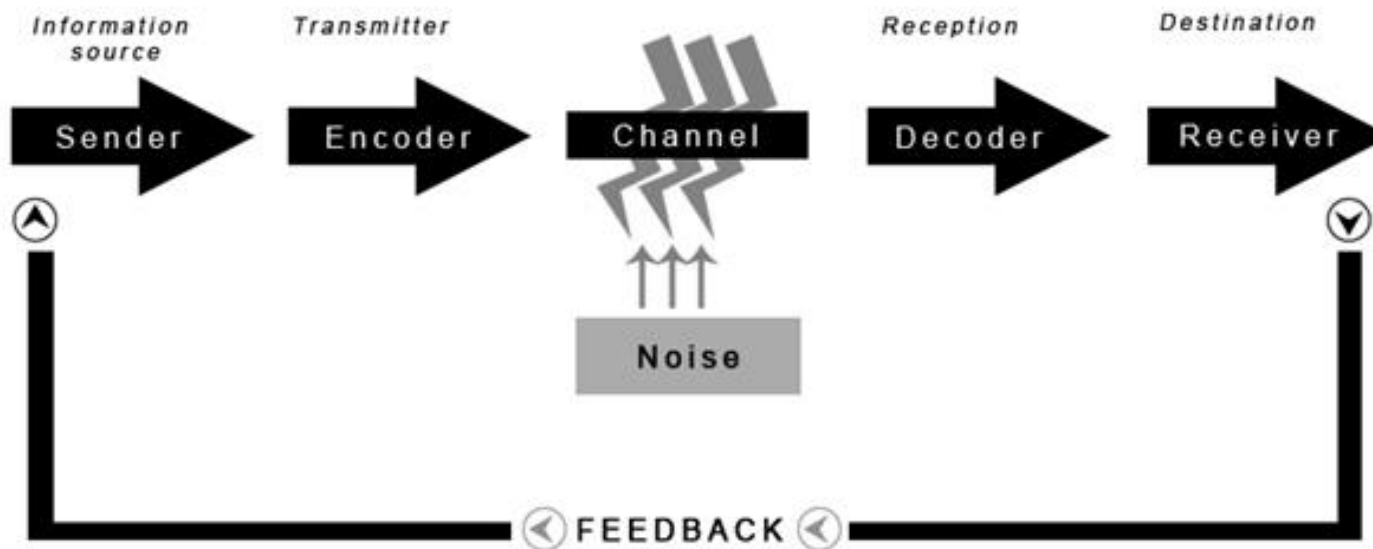 Information
source
Transmitter
Reception
Destination
Sender
Encoder
Channel
Decoder
Receiver
Noise
FEEDBACK